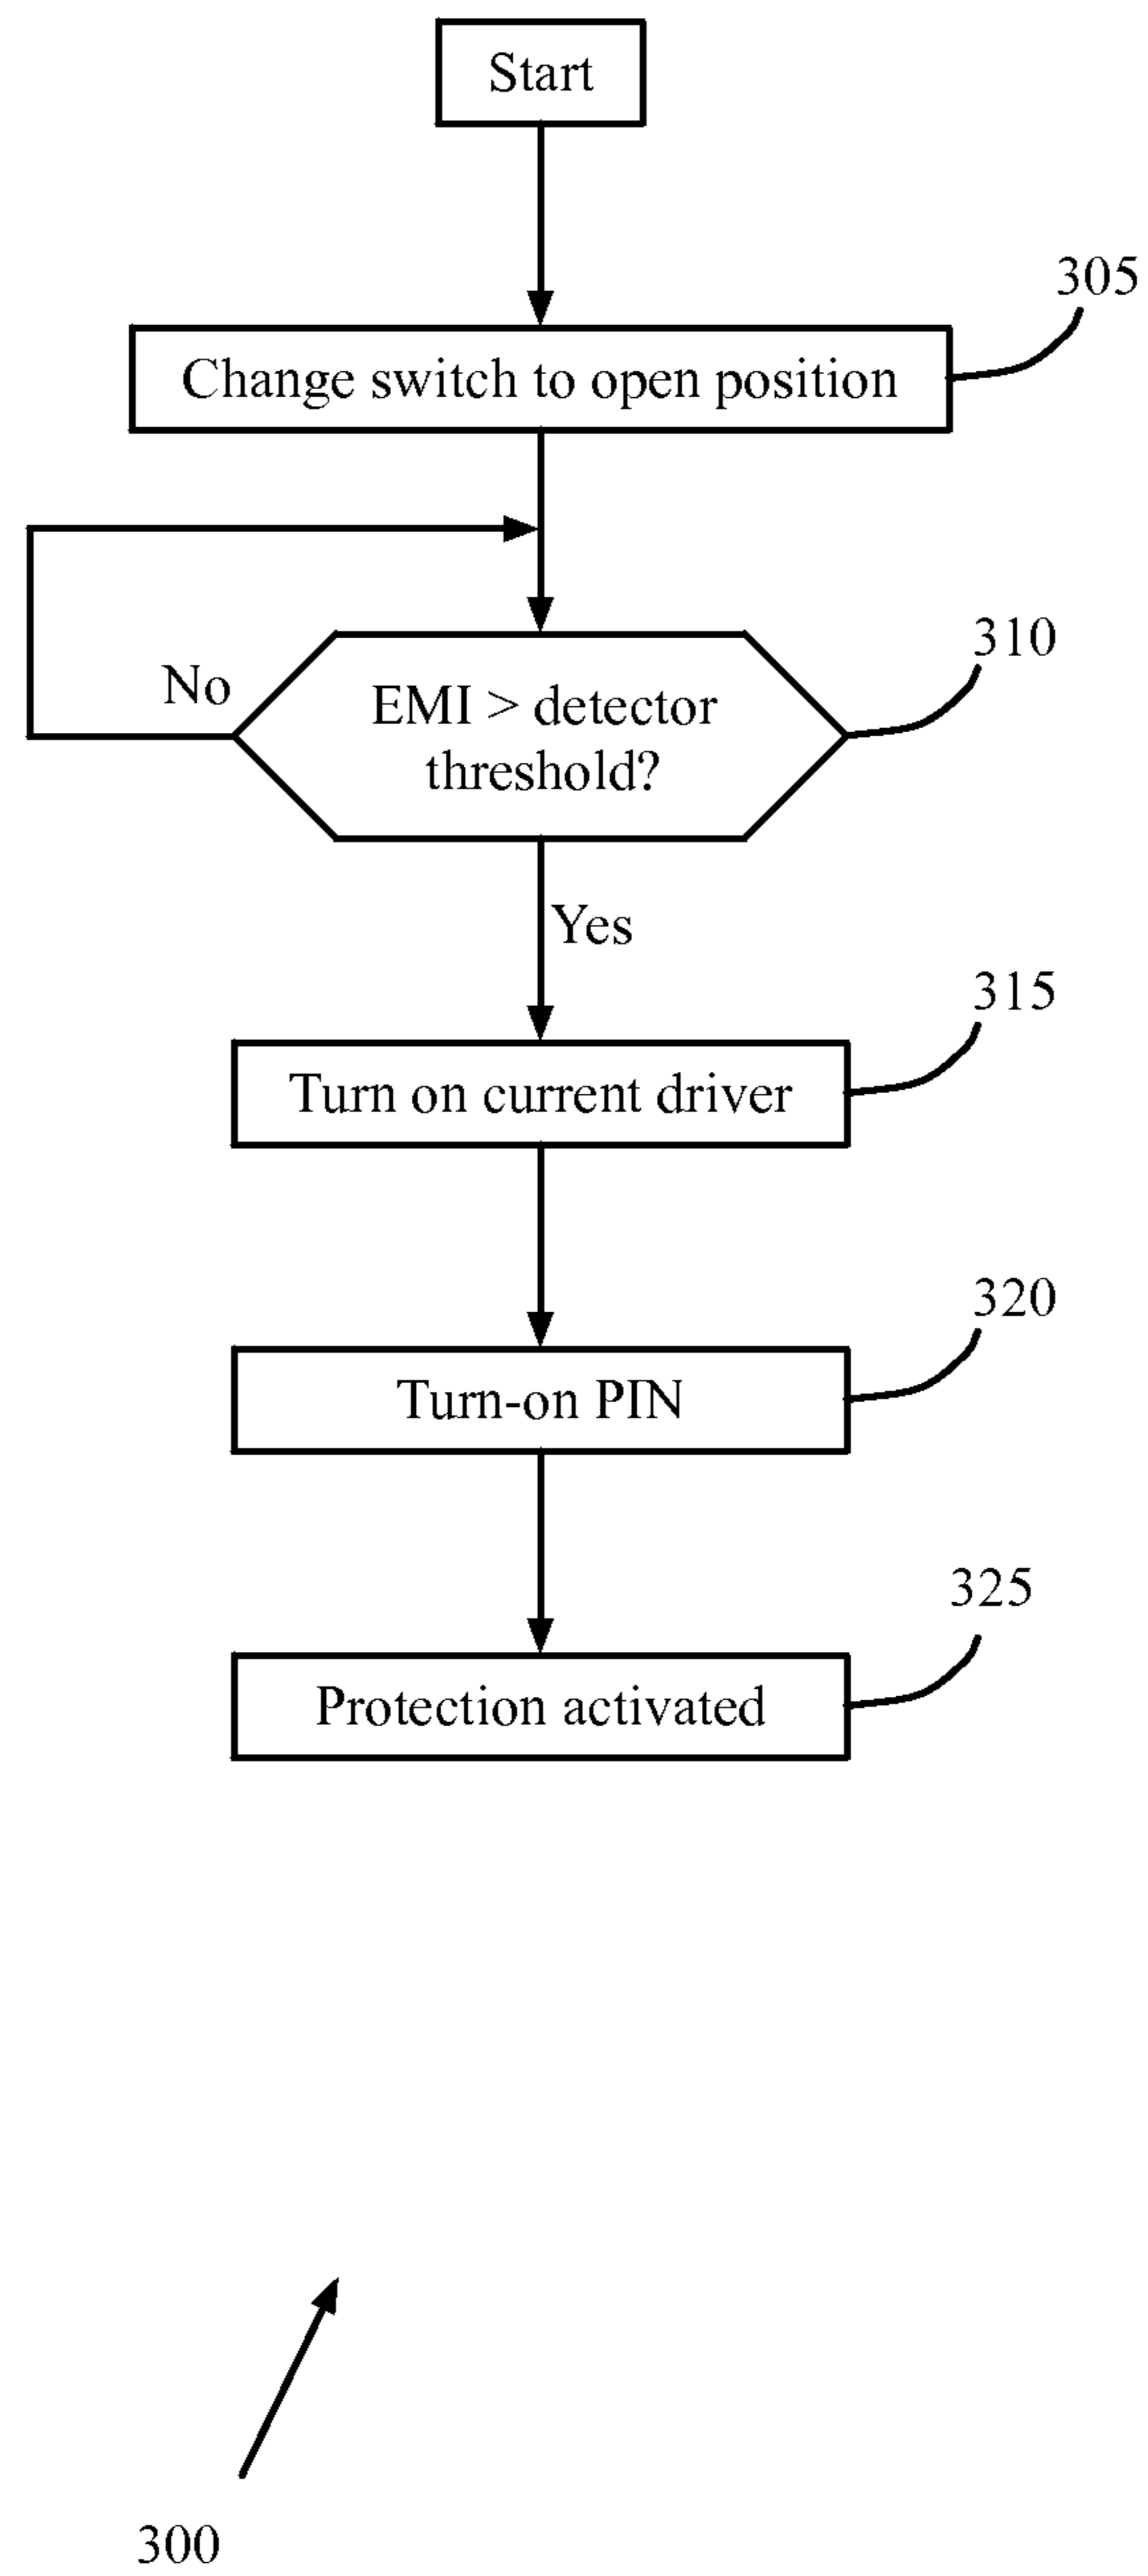 Start
305
Change switch to open position
310
No
EMI > detector
threshold?
Yes
315
Turn on current driver
320
Turn-on PIN
325
Protection activated
300